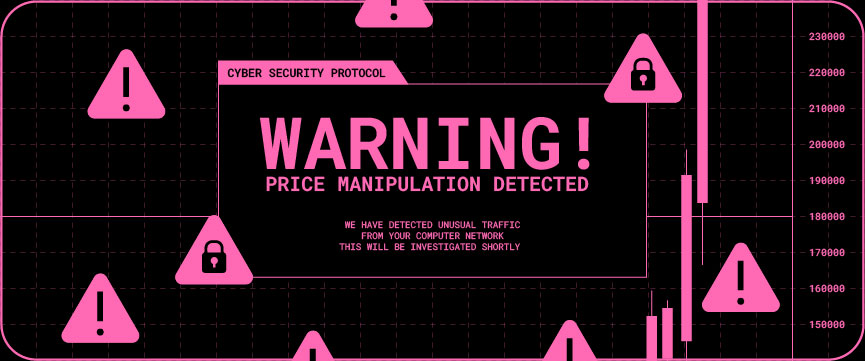 CYBER SECURITY PROTOCOL
WARNING!
PRICE MANIPULATION DETECTED
WE HAVE DETECTED UNUSUAL TRAFFIC
FROM YOUR COMPUTER NETWORK
THIS WILL BE INVESTIGATED SHORTLY
230000
220000
210000
200000
190000
180000
170000
160000
150000